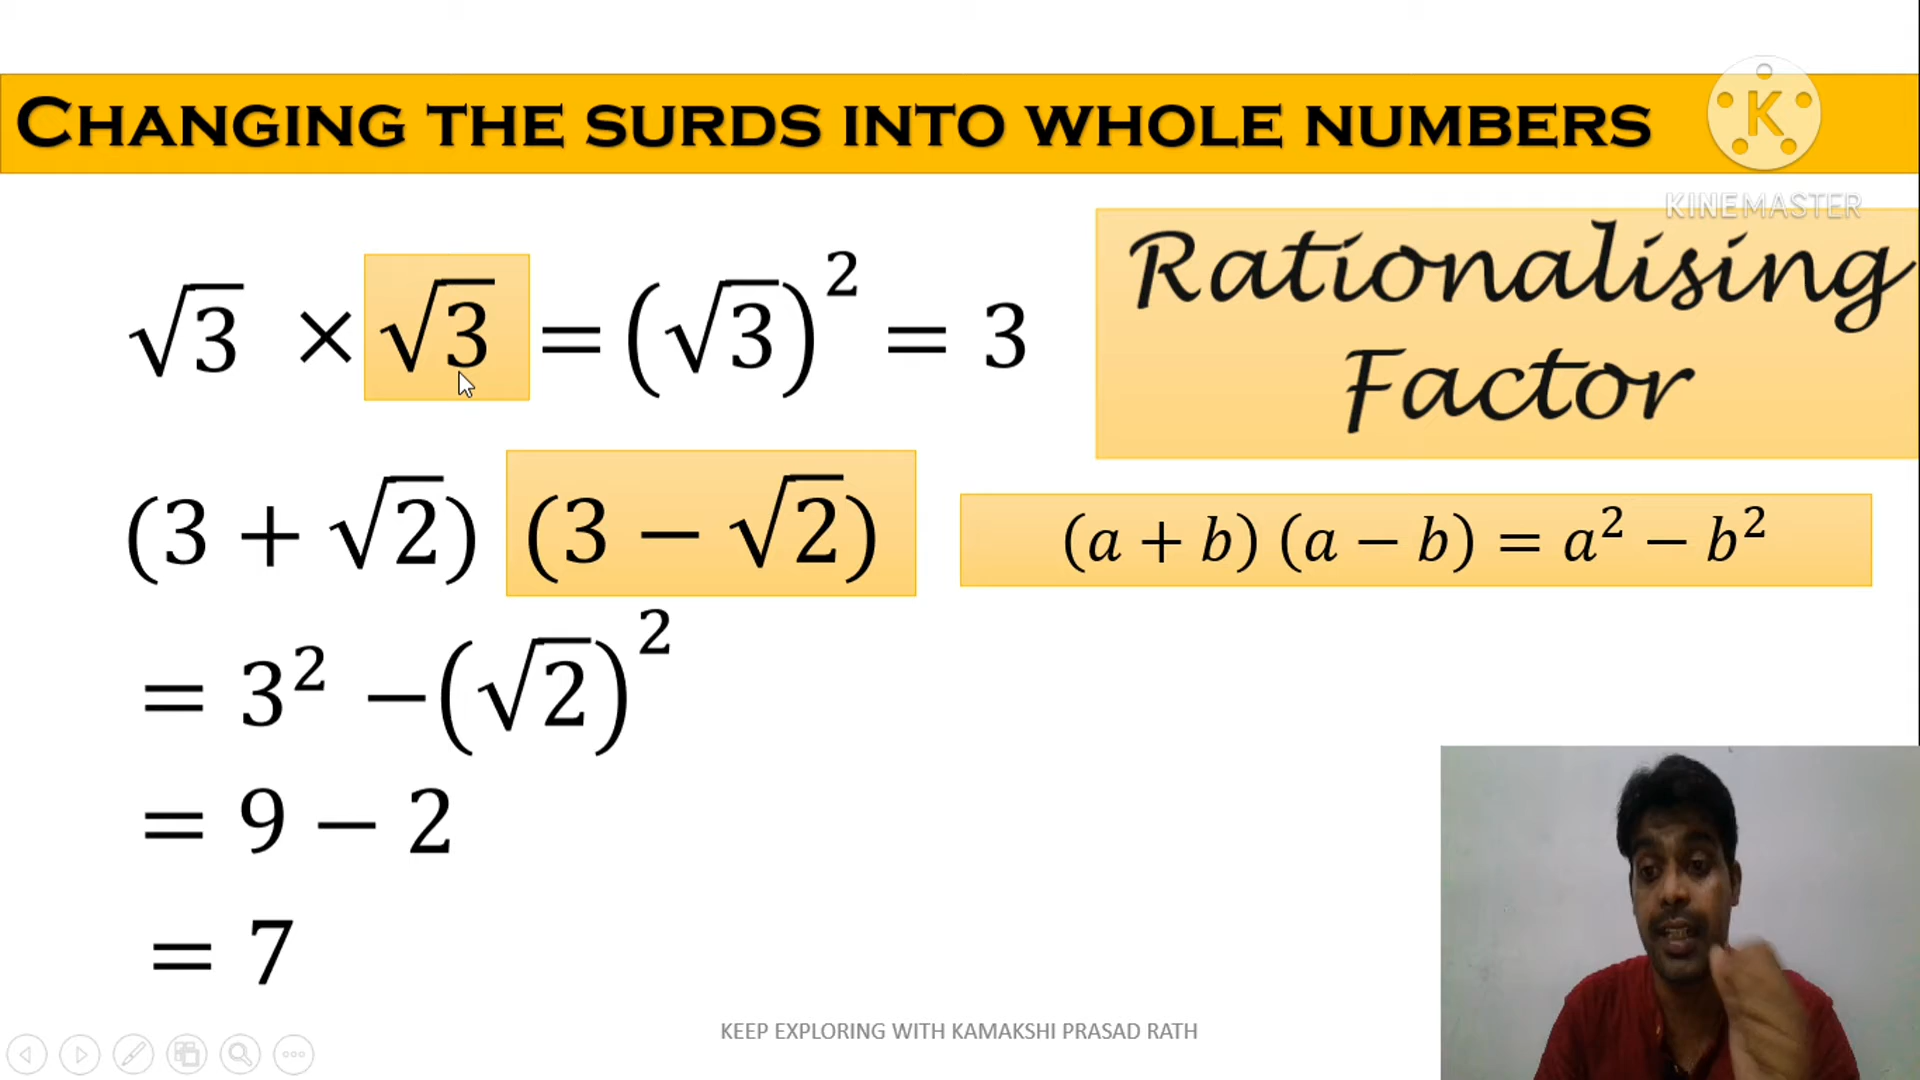 CHANGING THE SURDS INTO WHOLE NUMBERS
K
KINEMASTER
√3 × √3 = (√3)² = 3
Rationalising
Factor
(3 + √2) (3 − √2)
(a + b) (a − b) = a² − b²
= 3² −(√2)²
= 9 − 2
= 7
KEEP EXPLORING WITH KAMAKSHI PRASAD RATH